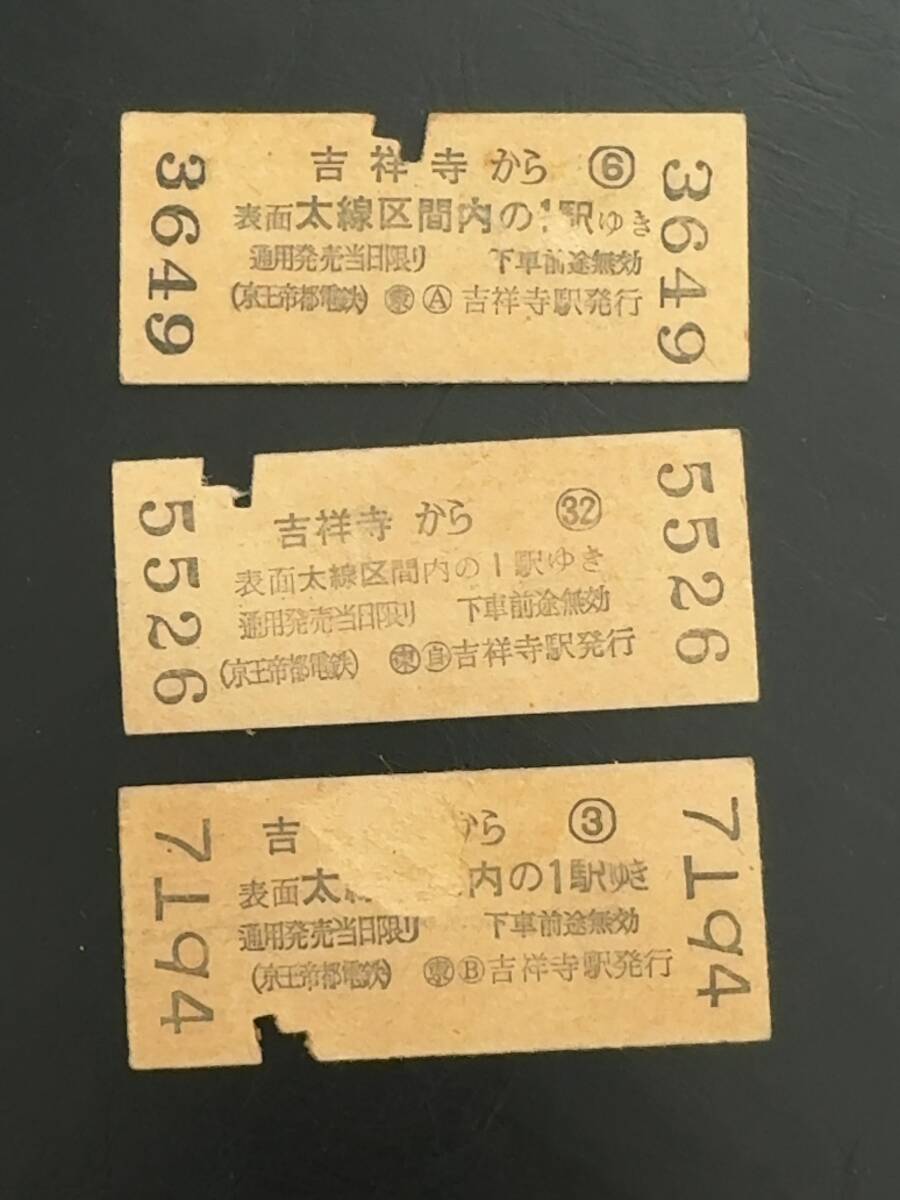 3649
吉祥寺から ⑥
表面太線区間内の1駅ゆき
通用発売当日限り 下車前途無効
(京王帝都電鉄) 東 Ⓐ 吉祥寺駅発行
3649
5526
吉祥寺から ㉜
表面太線区間内の1駅ゆき
通用発売当日限り 下車前途無効
(京王帝都電鉄) 東 自 吉祥寺駅発行
5526
7194
吉 から ③
表面太線 内の1駅ゆき
通用発売当日限り 下車前途無効
(京王帝都電鉄) 東 Ⓑ 吉祥寺駅発行
7194